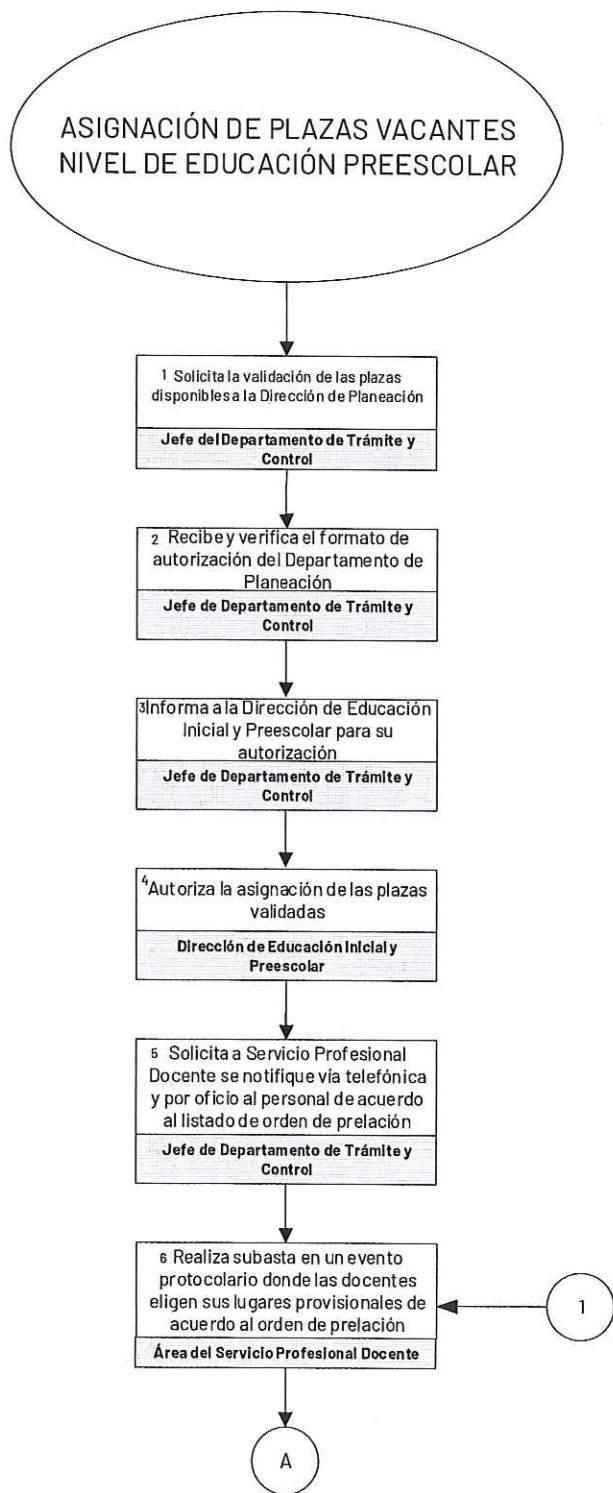 ASIGNACIÓN DE PLAZAS VACANTES
NIVEL DE EDUCACIÓN PREESCOLAR
1 Solicita la validación de las plazas
disponibles a la Dirección de Planeación
Jefe del Departamento de Trámite y
Control
2 Recibe y verifica el formato de
autorización del Departamento de
Planeación
Jefe de Departamento de Trámite y
Control
3Informa a la Dirección de Educación
Inicial y Preescolar para su
autorización
Jefe de Departamento de Trámite y
Control
4Autoriza la asignación de las plazas
validadas
Dirección de Educación Inicial y
Preescolar
5 Solicita a Servicio Profesional
Docente se notifique vía telefónica
y por oficio al personal de acuerdo
al listado de orden de prelación
Jefe de Departamento de Trámite y
Control
6 Realiza subasta en un evento
protocolario donde las docentes
eligen sus lugares provisionales de
acuerdo al orden de prelación
Área del Servicio Profesional Docente
1
A